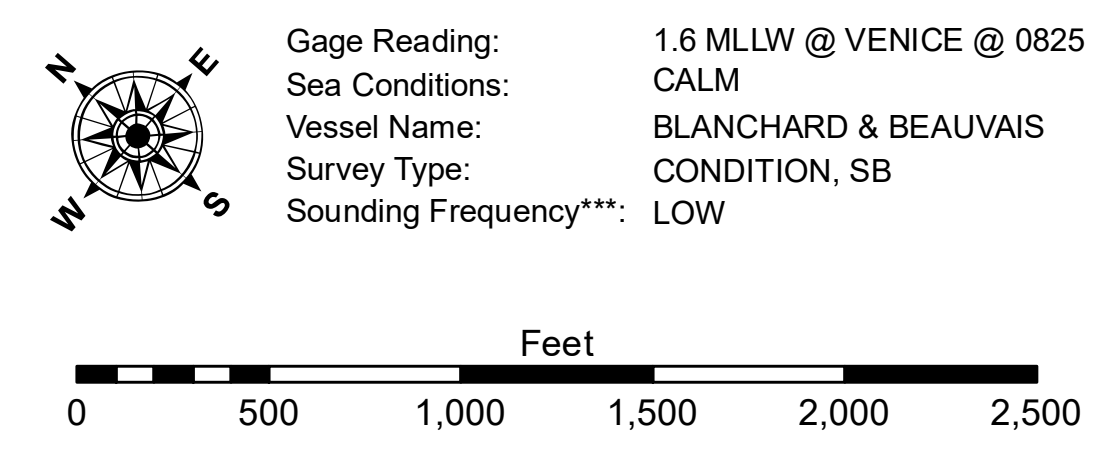 N E
W S
Gage Reading: 1.6 MLLW @ VENICE @ 0825
Sea Conditions: CALM
Vessel Name: BLANCHARD & BEAUVAIS
Survey Type: CONDITION, SB
Sounding Frequency***: LOW
Feet
0 500 1,000 1,500 2,000 2,500